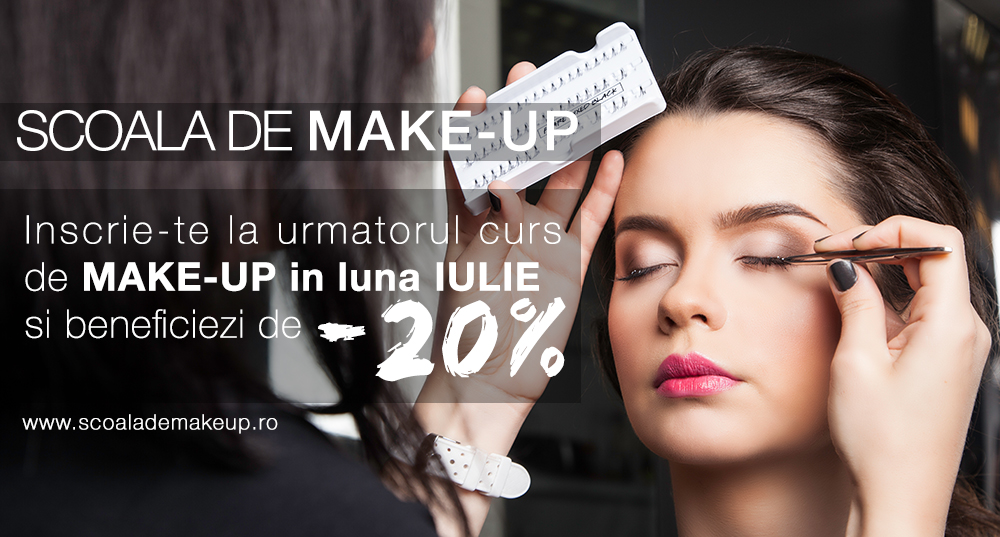 SCOALA DE MAKE-UP
Inscrie-te la urmatorul curs
de MAKE-UP in luna IULIE
si beneficiezi de - 20%
www.scoalademakeup.ro